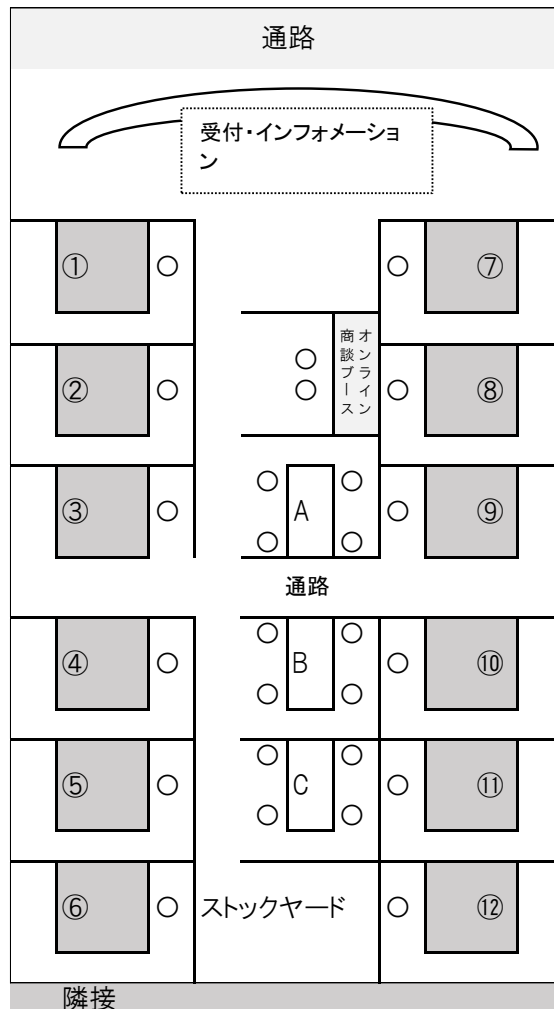 通路
受付・インフォメーショ
ン
①
⑦
オンライン
商談ブース
②
⑧
③
A
⑨
通路
④
B
⑩
⑤
C
⑪
⑥
ストックヤード
⑫
隣接